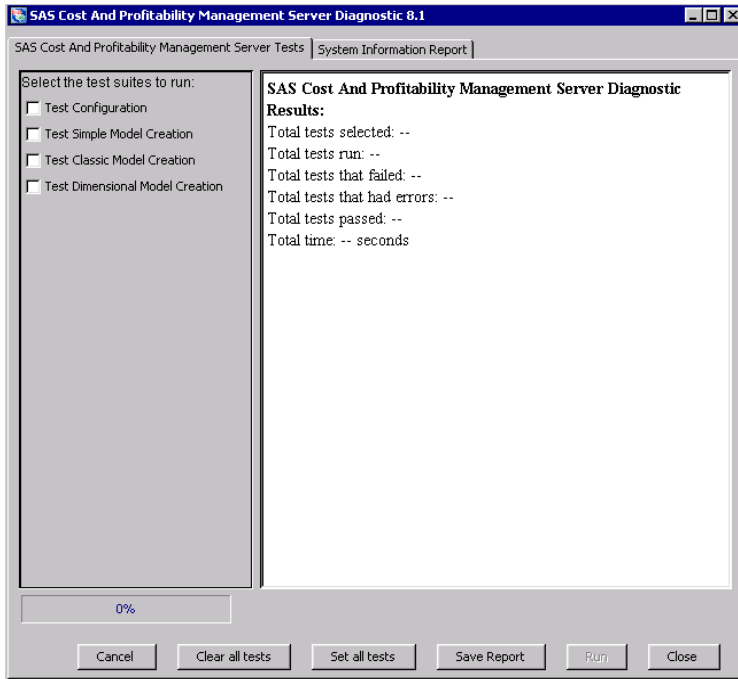 SAS Cost And Profitability Management Server Diagnostic 8.1
SAS Cost And Profitability Management Server Tests
System Information Report
Select the test suites to run:
Test Configuration
Test Simple Model Creation
Test Classic Model Creation
Test Dimensional Model Creation
SAS Cost And Profitability Management Server Diagnostic
Results:
Total tests selected: --
Total tests run: --
Total tests that failed: --
Total tests that had errors: --
Total tests passed: --
Total time: -- seconds
0%
Cancel
Clear all tests
Set all tests
Save Report
Run
Close